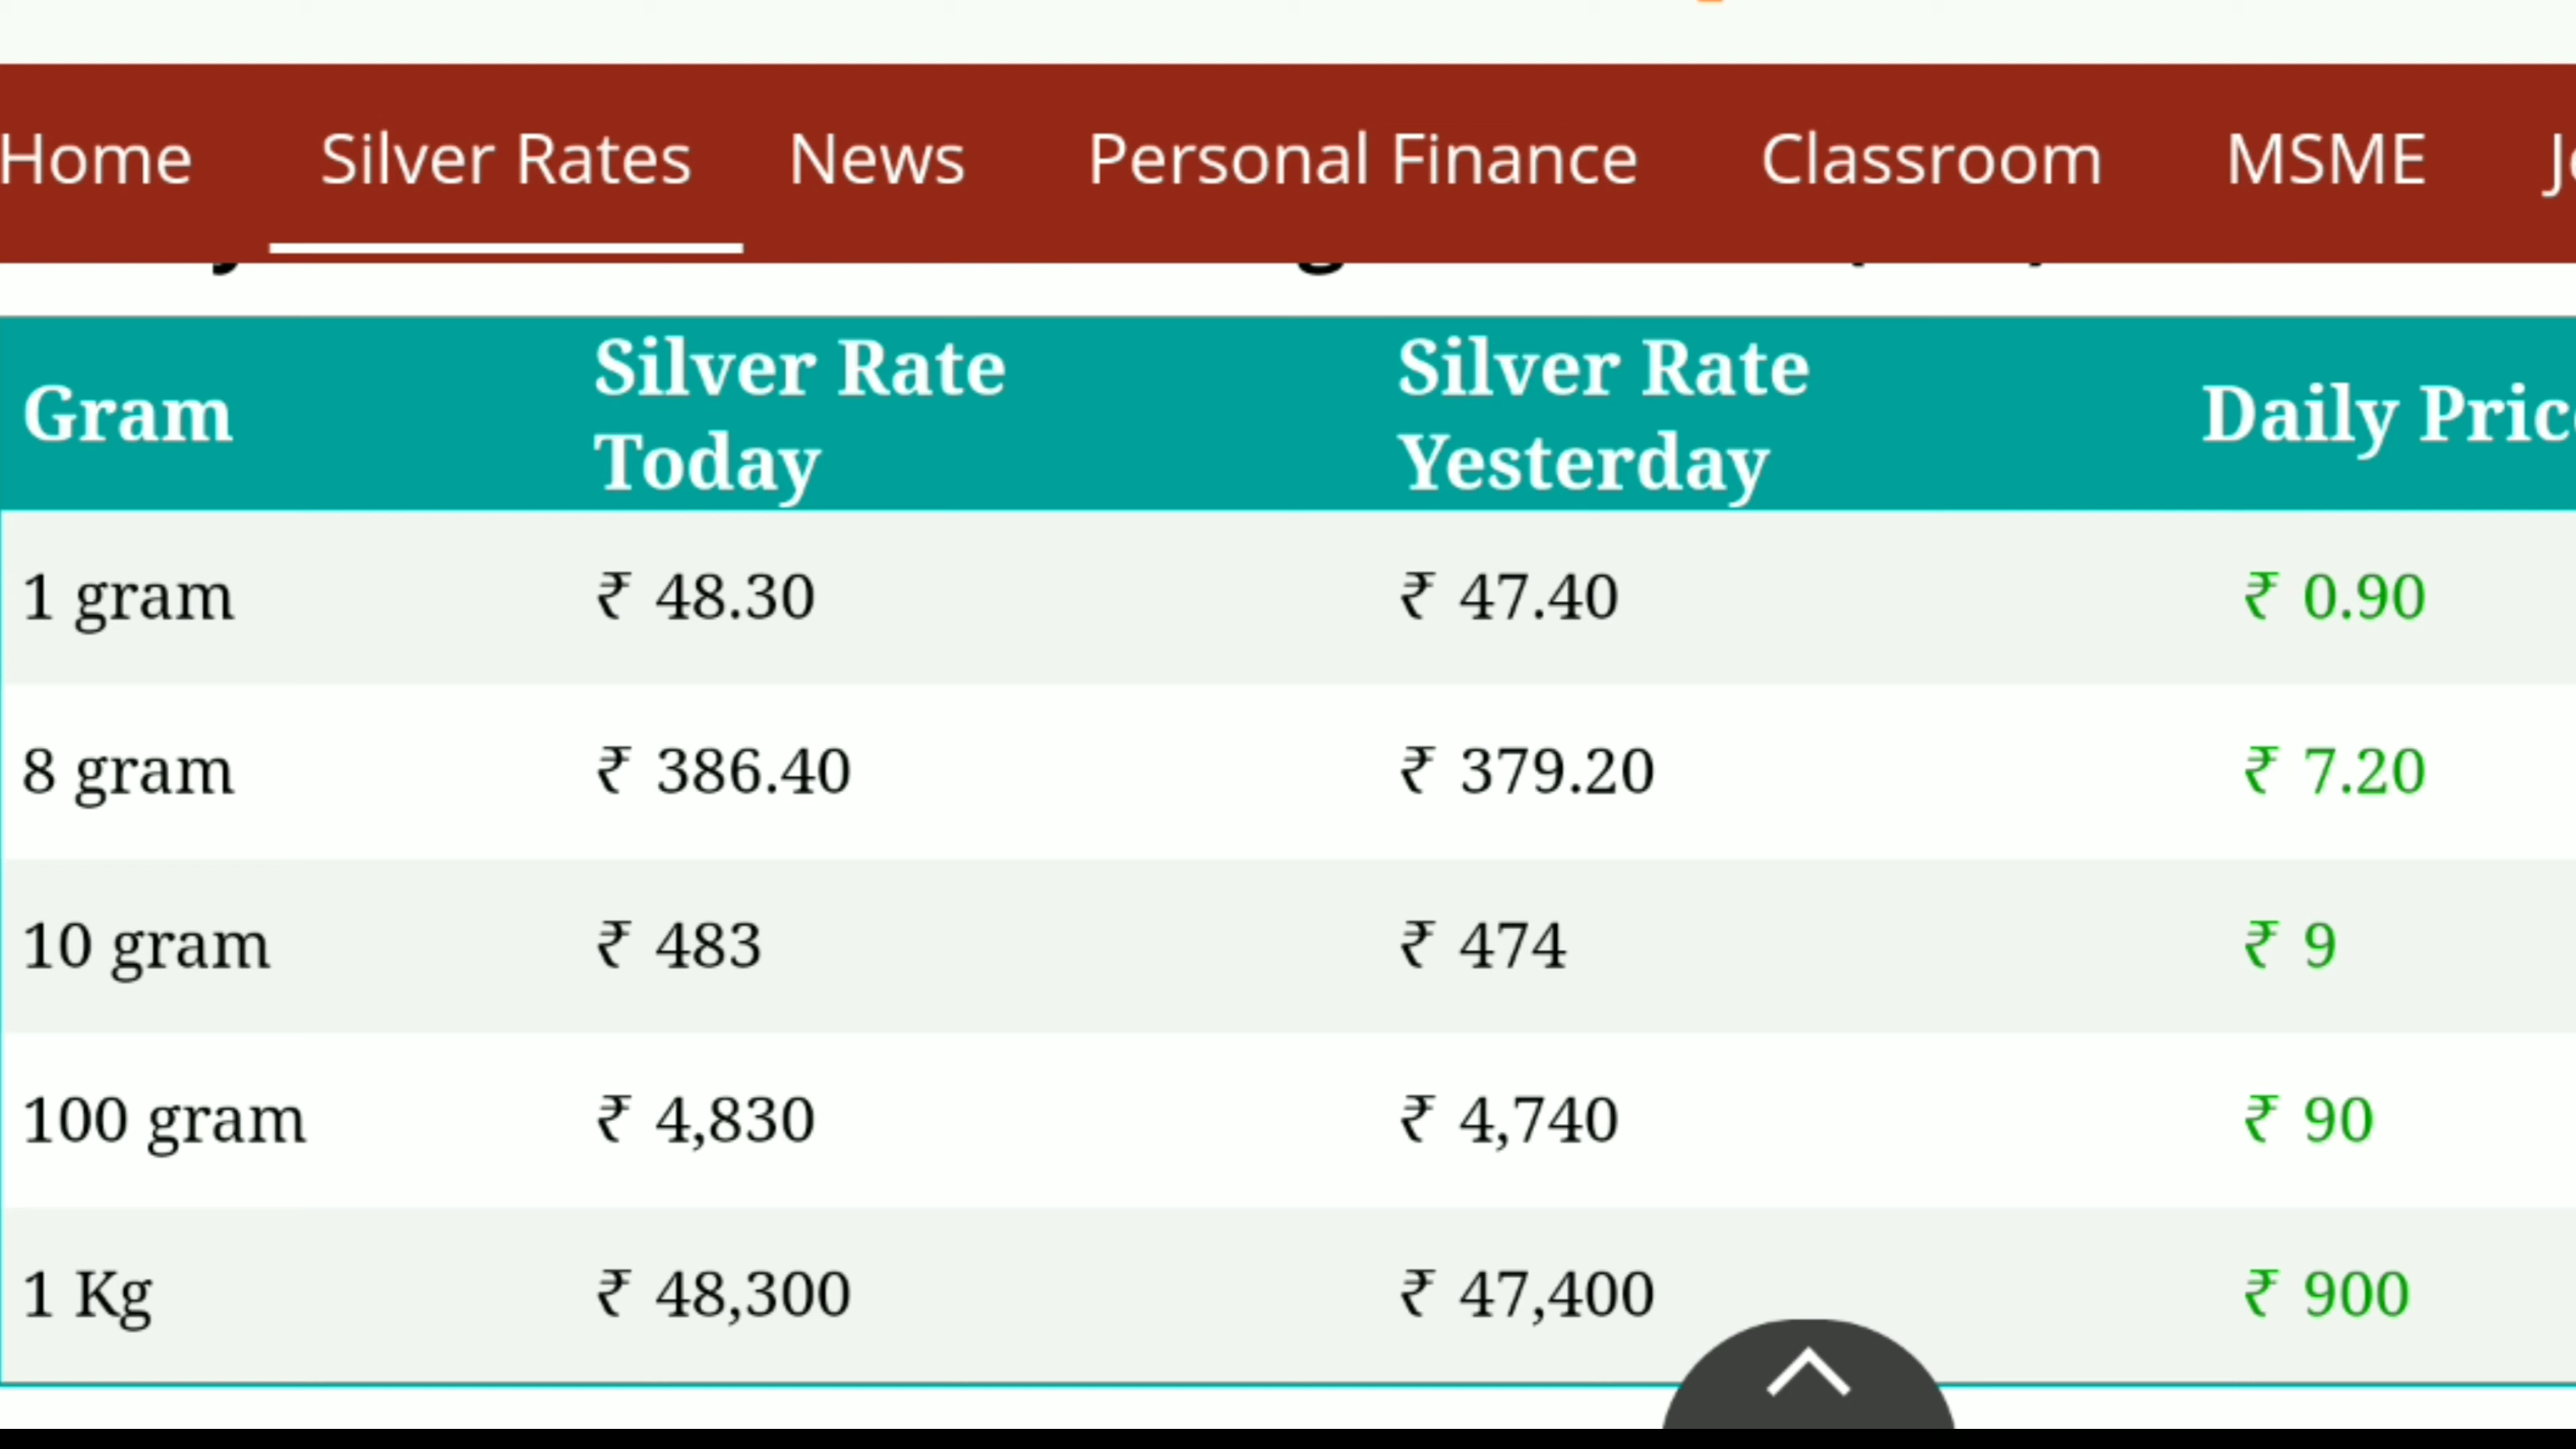 Home Silver Rates News Personal Finance Classroom MSME
Gram Silver Rate Today Silver Rate Yesterday Daily
1 gram ₹ 48.30 ₹ 47.40 ₹ 0.90
8 gram ₹ 386.40 ₹ 379.20 ₹ 7.20
10 gram ₹ 483 ₹ 474 ₹ 9
100 gram ₹ 4,830 ₹ 4,740 ₹ 90
1 Kg ₹ 48,300 ₹ 47,400 ₹ 900